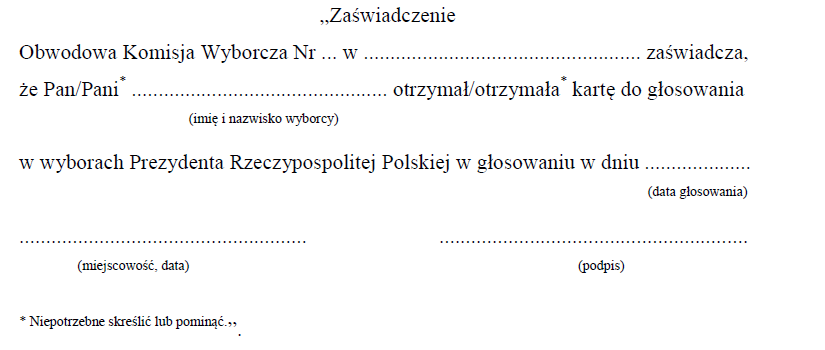 „Zaświadczenie
Obwodowa Komisja Wyborcza Nr ... w .................................................... zaświadcza,
że Pan/Pani* ................................................ otrzymał/otrzymała* kartę do głosowania
(imię i nazwisko wyborcy)
w wyborach Prezydenta Rzeczypospolitej Polskiej w głosowaniu w dniu ....................
(data głosowania)
...................................................... ..........................................................
(miejscowość, data) (podpis)
* Niepotrzebne skreślić lub pominąć.”.